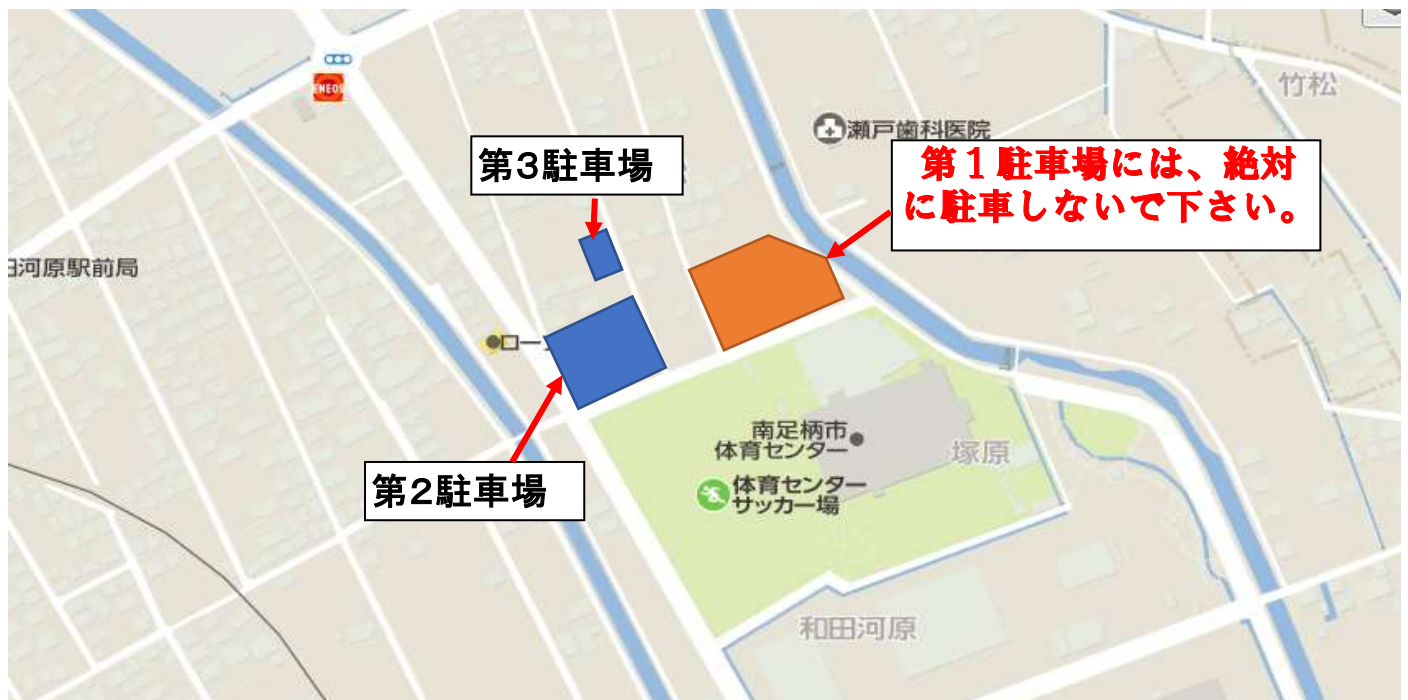 ENEOS
竹松
瀬戸歯科医院
第3駐車場
第１駐車場には、絶対
に駐車しないで下さい。
河原駅前局
ロー
南足柄市
体育センター
塚原
第2駐車場
体育センター
サッカー場
和田河原